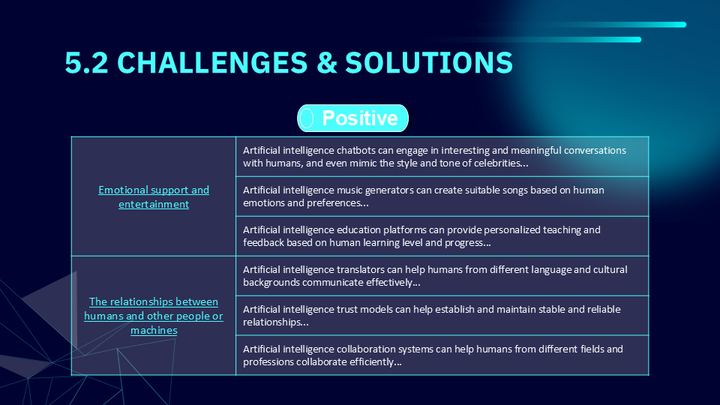 5.2 CHALLENGES & SOLUTIONS
Positive
Emotional support and
entertainment
Artificial intelligence chatbots can engage in interesting and meaningful conversations
with humans, and even mimic the style and tone of celebrities...
Artificial intelligence music generators can create suitable songs based on human
emotions and preferences...
Artificial intelligence education platforms can provide personalized teaching and
feedback based on human learning level and progress...
The relationships between
humans and other people or
machines
Artificial intelligence translators can help humans from different language and cultural
backgrounds communicate effectively...
Artificial intelligence trust models can help establish and maintain stable and reliable
relationships...
Artificial intelligence collaboration systems can help humans from different fields and
professions collaborate efficiently...